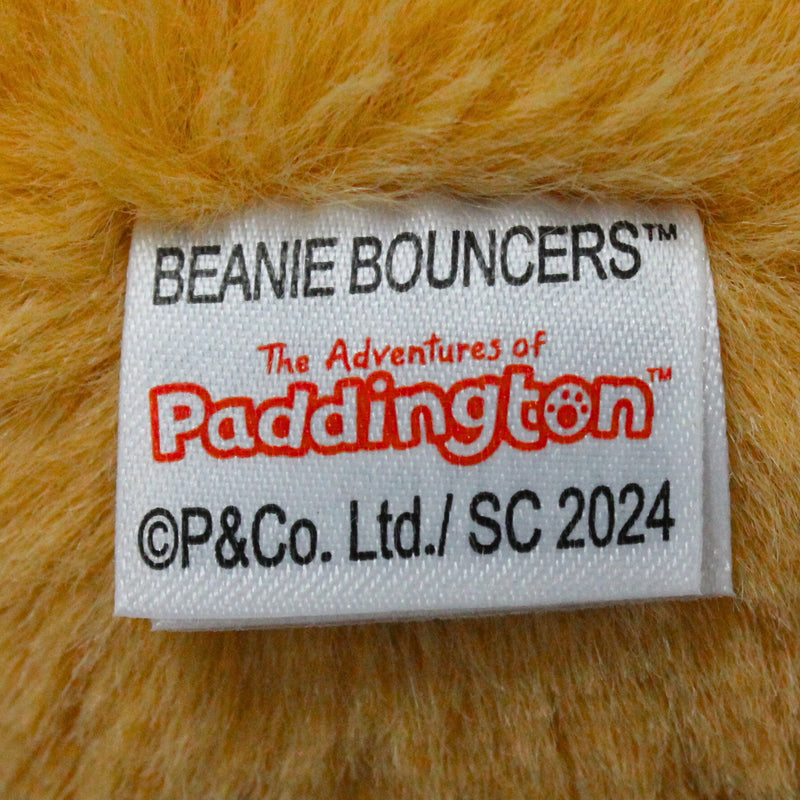 BEANIE BOUNCERS™
The Adventures of
Paddington™
©P&Co. Ltd./ SC 2024